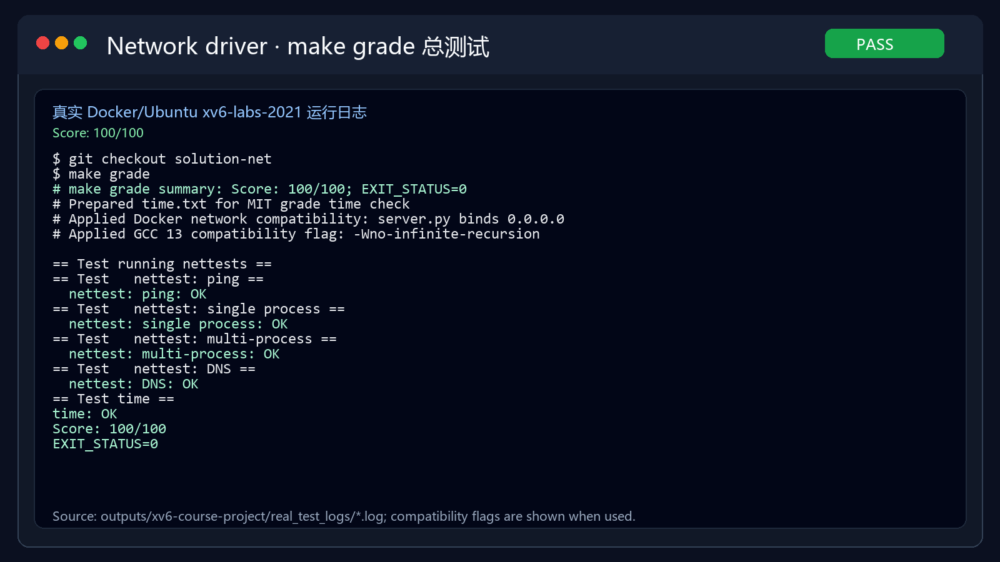 Network driver · make grade 总测试
PASS
真实 Docker/Ubuntu xv6-labs-2021 运行日志
Score: 100/100
$ git checkout solution-net
$ make grade
# make grade summary: Score: 100/100; EXIT_STATUS=0
# Prepared time.txt for MIT grade time check
# Applied Docker network compatibility: server.py binds 0.0.0.0
# Applied GCC 13 compatibility flag: -Wno-infinite-recursion
== Test running nettests ==
== Test   nettest: ping ==
  nettest: ping: OK
== Test   nettest: single process ==
  nettest: single process: OK
== Test   nettest: multi-process ==
  nettest: multi-process: OK
== Test   nettest: DNS ==
  nettest: DNS: OK
== Test time ==
time: OK
Score: 100/100
EXIT_STATUS=0
Source: outputs/xv6-course-project/real_test_logs/*.log; compatibility flags are shown when used.